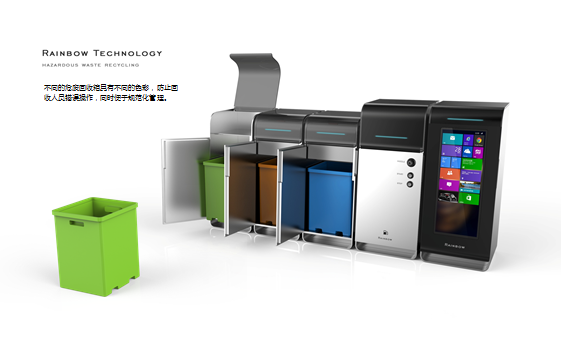 RAINBOW TECHNOLOGY
HAZARDOUS WASTE RECYCLING
不同的危废回收箱具有不同的色彩，防止回
收人员错误操作，同时便于规范化管理。
RAINBOW
RAINBOW